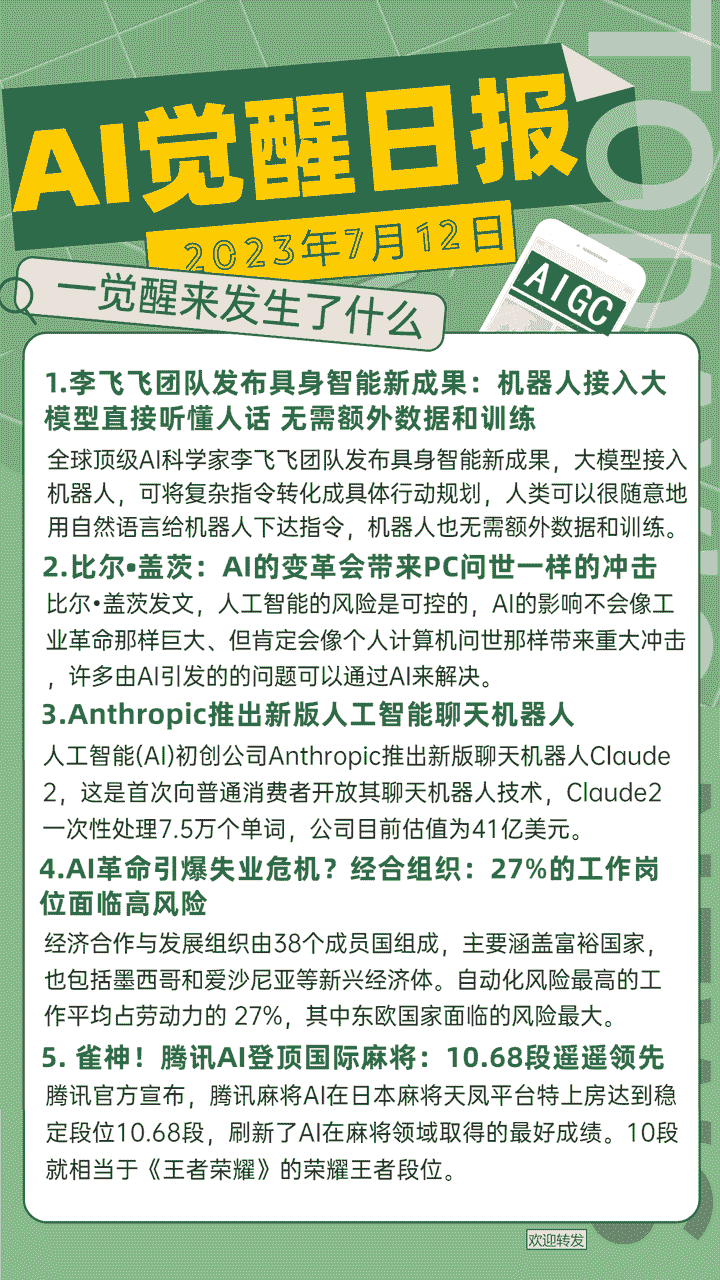 AI觉醒日报
2023年7月12日
一觉醒来发生了什么
AIGC
1.李飞飞团队发布具身智能新成果：机器人接入大
模型直接听懂人话 无需额外数据和训练
全球顶级AI科学家李飞飞团队发布具身智能新成果，大模型接入
机器人，可将复杂指令转化成具体行动规划，人类可以很随意地
用自然语言给机器人下达指令，机器人也无需额外数据和训练。
2.比尔•盖茨：AI的变革会带来PC问世一样的冲击
比尔•盖茨发文，人工智能的风险是可控的，AI的影响不会像工
业革命那样巨大、但肯定会像个人计算机问世那样带来重大冲击
，许多由AI引发的的问题可以通过AI来解决。
3.Anthropic推出新版人工智能聊天机器人
人工智能(AI)初创公司Anthropic推出新版聊天机器人Claude
2，这是首次向普通消费者开放其聊天机器人技术，Claude2
一次性处理7.5万个单词，公司目前估值为41亿美元。
4.AI革命引爆失业危机？经合组织：27%的工作岗
位面临高风险
经济合作与发展组织由38个成员国组成，主要涵盖富裕国家，
也包括墨西哥和爱沙尼亚等新兴经济体。自动化风险最高的工
作平均占劳动力的 27%，其中东欧国家面临的风险最大。
5. 雀神！腾讯AI登顶国际麻将：10.68段遥遥领先
腾讯官方宣布，腾讯麻将AI在日本麻将天凤平台特上房达到稳
定段位10.68段，刷新了AI在麻将领域取得的最好成绩。10段
就相当于《王者荣耀》的荣耀王者段位。
欢迎转发